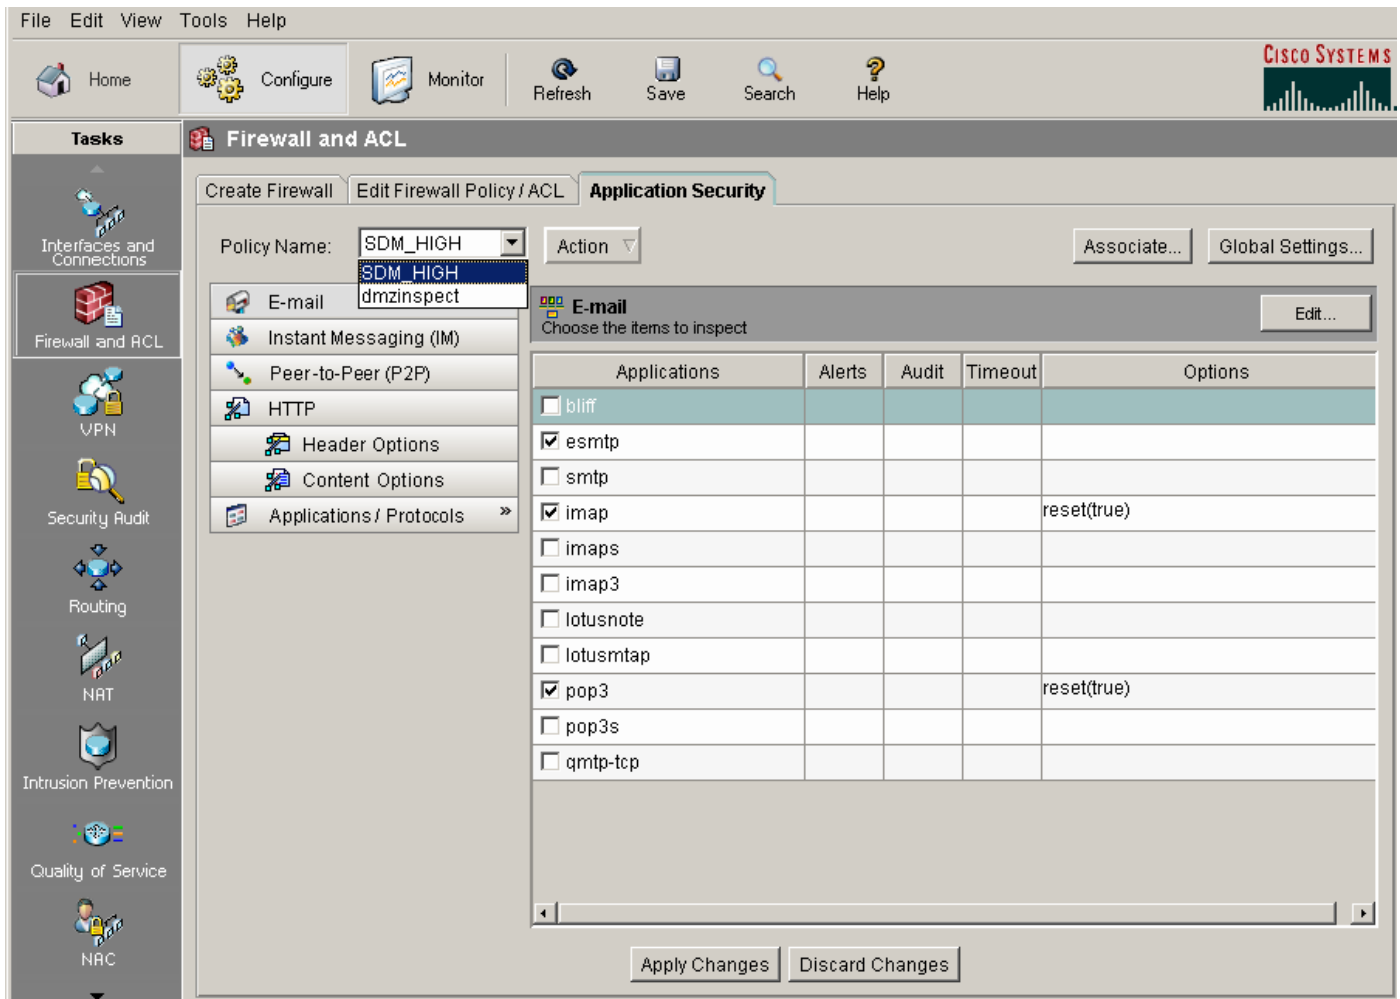 File Edit View Tools Help
Home Configure Monitor Refresh Save Search Help
CISCO SYSTEMS
Tasks
Firewall and ACL
Create Firewall Edit Firewall Policy / ACL Application Security
Policy Name: SDM_HIGH Action Associate... Global Settings...
SDM_HIGH
dmzinspect
Interfaces and
Connections
Firewall and ACL
VPN
Security Audit
Routing
NAT
Intrusion Prevention
Quality of Service
NAC
E-mail
Instant Messaging (IM)
Peer-to-Peer (P2P)
HTTP
Header Options
Content Options
Applications / Protocols »
E-mail
Choose the items to inspect
Edit...
Applications Alerts Audit Timeout Options
bliff
esmtp
smtp
imap reset(true)
imaps
imap3
lotusnote
lotusmtap
pop3 reset(true)
pop3s
qmtp-tcp
Apply Changes Discard Changes